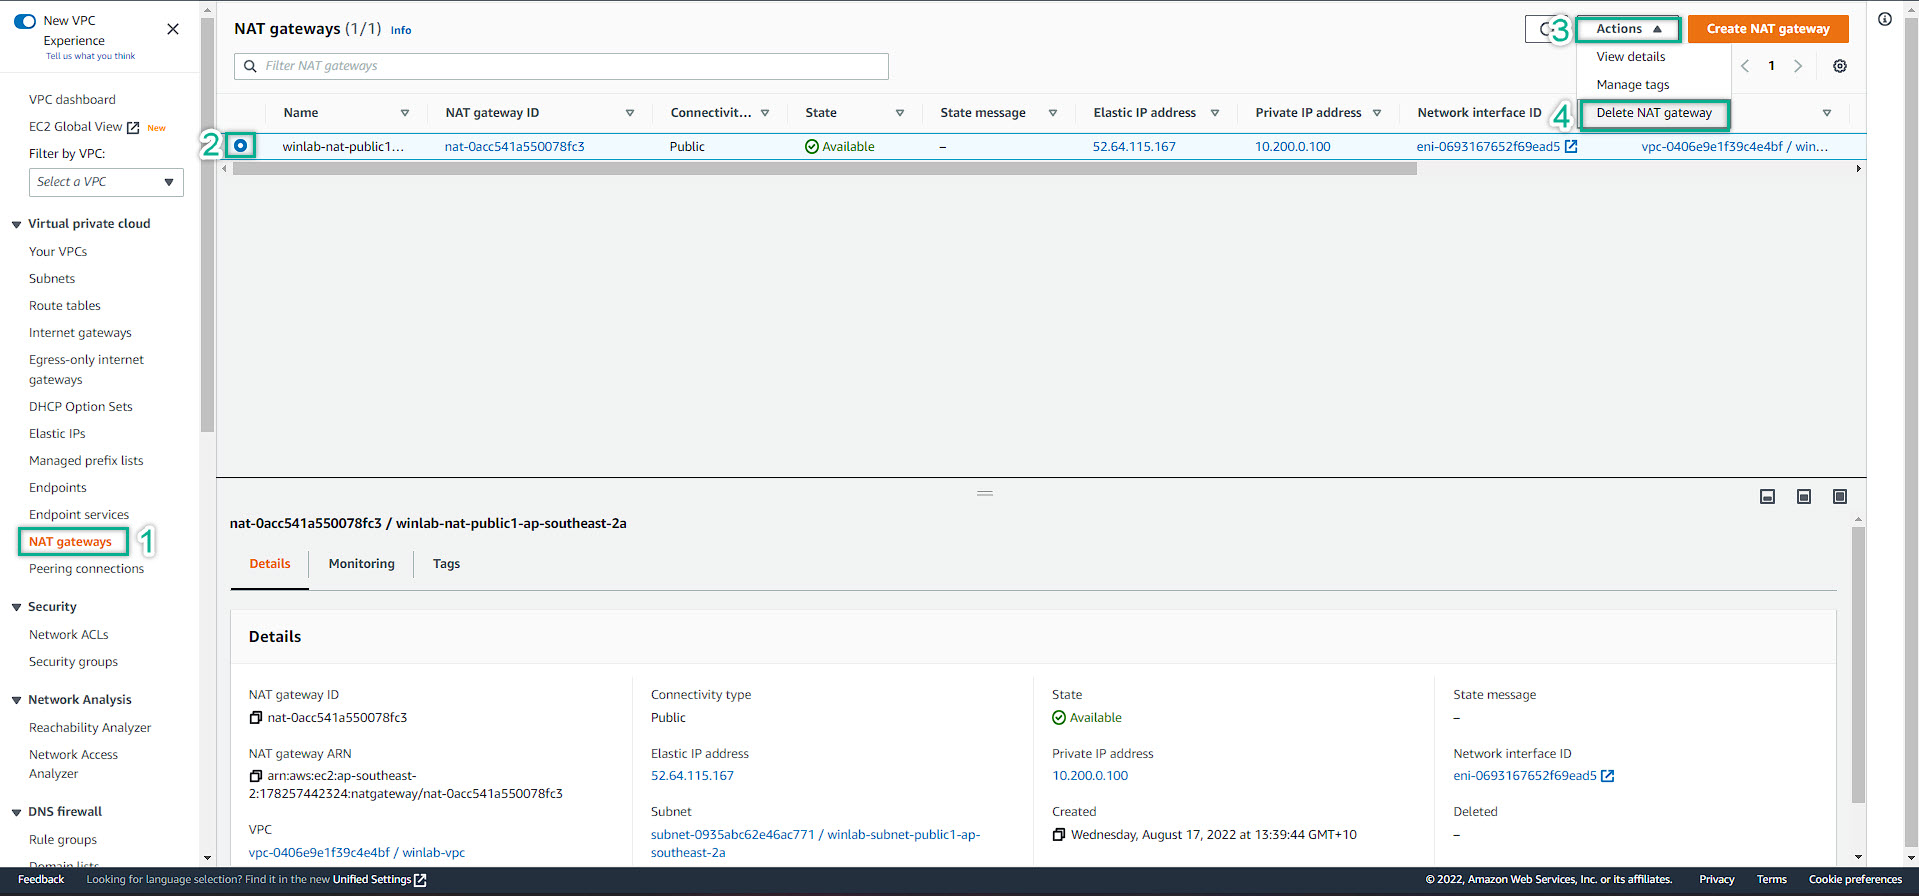 New VPC
Experience
Tell us what you think
VPC dashboard
EC2 Global View New
Filter by VPC:
Select a VPC
Virtual private cloud
Your VPCs
Subnets
Route tables
Internet gateways
Egress-only internet
gateways
DHCP Option Sets
Elastic IPs
Managed prefix lists
Endpoints
Endpoint services
NAT gateways 1
Peering connections
Security
Network ACLs
Security groups
Network Analysis
Reachability Analyzer
Network Access
Analyzer
DNS firewall
Rule groups
Domain lists
NAT gateways (1/1) Info
3 Actions Create NAT gateway
Filter NAT gateways
View details
Manage tags
4 Delete NAT gateway
1
Name NAT gateway ID Connectivit... State State message Elastic IP address Private IP address Network interface ID
2 winlab-nat-public1... nat-0acc541a550078fc3 Public Available – 52.64.115.167 10.200.0.100 eni-0693167652f69ead5 vpc-0406e9e1f39c4e4bf / win...
nat-0acc541a550078fc3 / winlab-nat-public1-ap-southeast-2a
Details Monitoring Tags
Details
NAT gateway ID
nat-0acc541a550078fc3
NAT gateway ARN
arn:aws:ec2:ap-southeast-
2:178257442324:natgateway/nat-0acc541a550078fc3
VPC
vpc-0406e9e1f39c4e4bf / winlab-vpc
Connectivity type
Public
Elastic IP address
52.64.115.167
Subnet
subnet-0935abc62e46ac771 / winlab-subnet-public1-ap-
southeast-2a
State
Available
Private IP address
10.200.0.100
Created
Wednesday, August 17, 2022 at 13:39:44 GMT+10
State message
–
Network interface ID
eni-0693167652f69ead5
Deleted
–
Feedback Looking for language selection? Find it in the new Unified Settings © 2022, Amazon Web Services, Inc. or its affiliates. Privacy Terms Cookie preferences